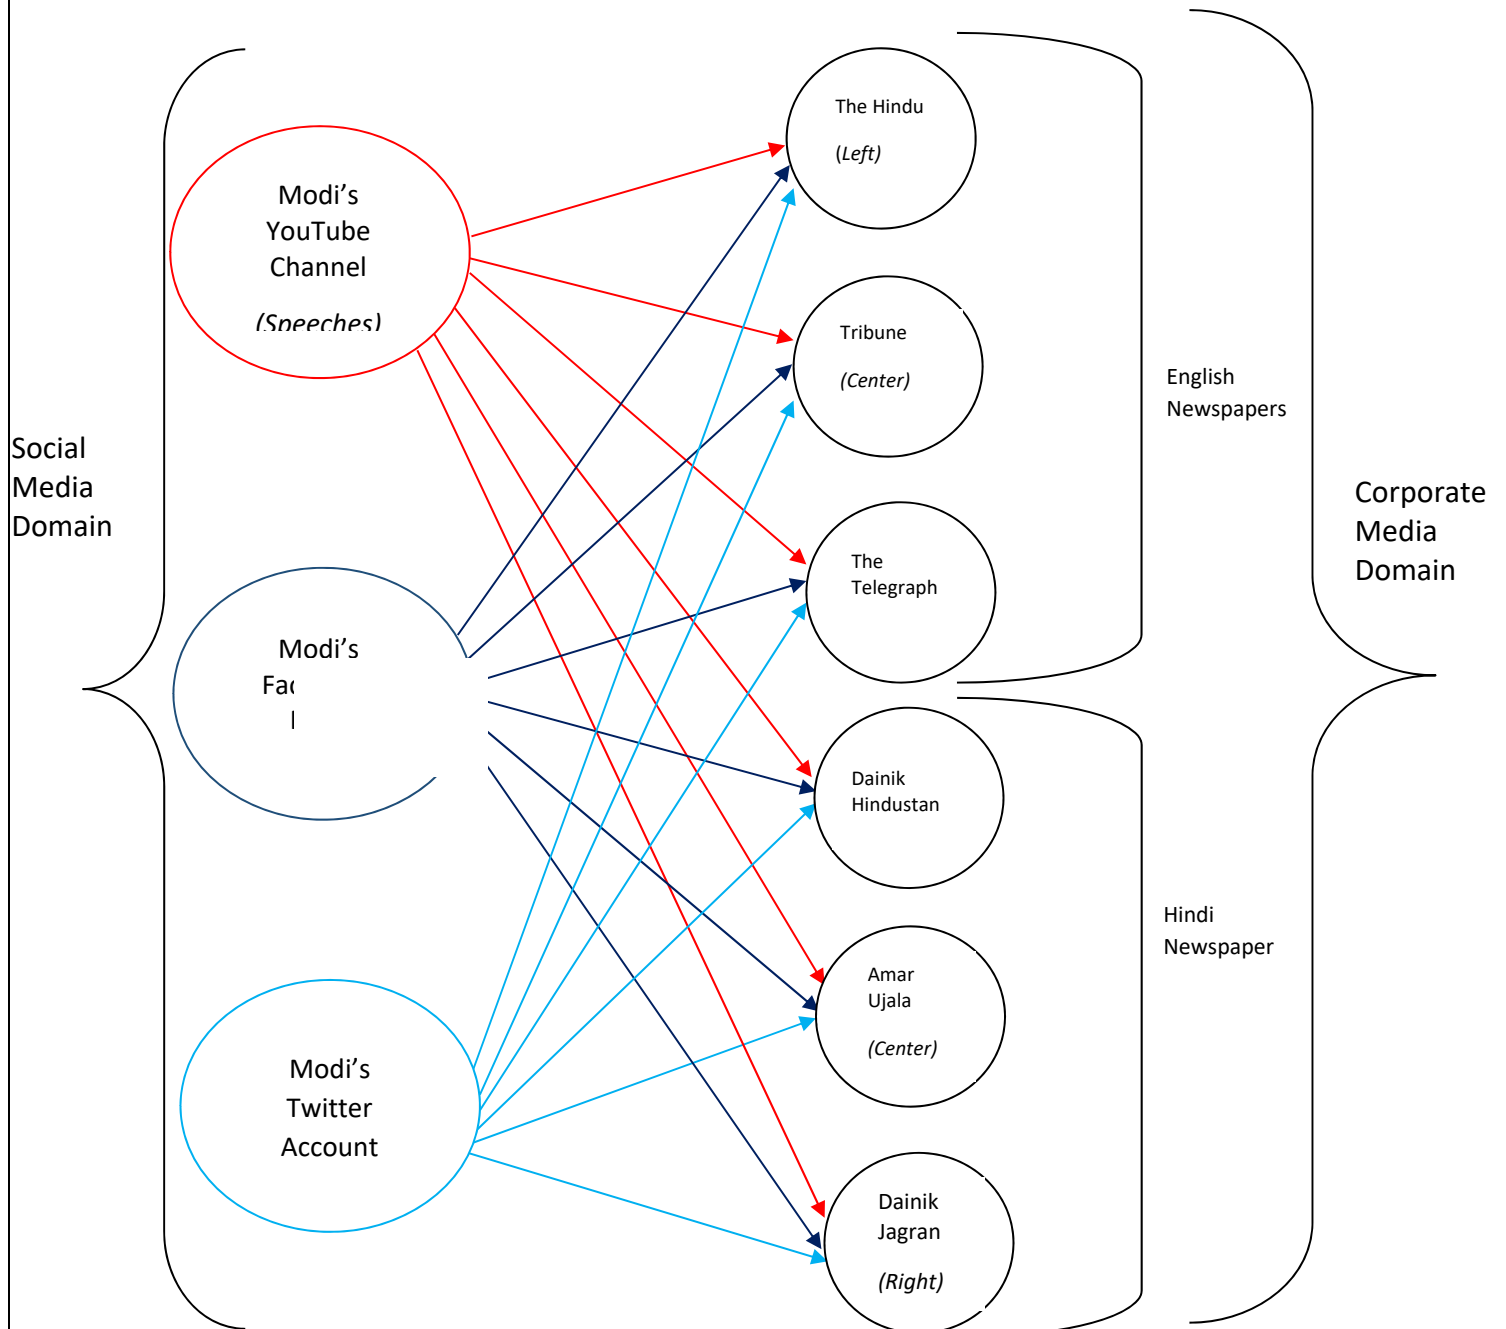 Social
Media
Domain
Modi's
YouTube
Channel
(Speeches)
Modi's
Modi's
Twitter
Account
The Hindu
(Left)
Tribune
(Center)
The
Telegraph
Dainik
Hindustan
Amar
Ujala
(Center)
Dainik
Jagran
(Right)
English
Newspapers
Hindi
Newspaper
Corporate
Media
Domain